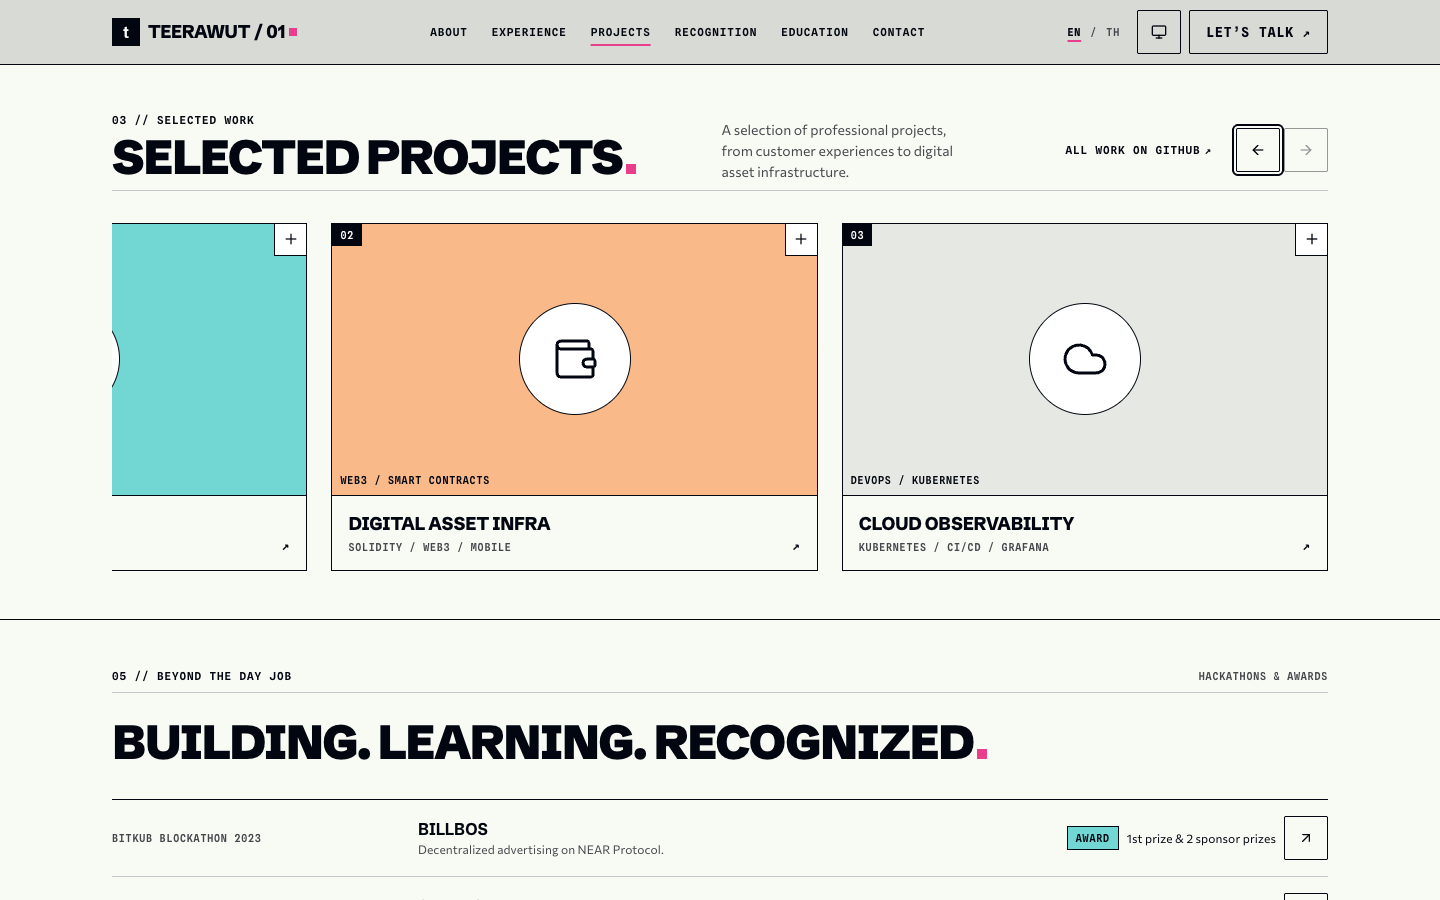 t TEERAWUT / 01
ABOUT EXPERIENCE PROJECTS RECOGNITION EDUCATION CONTACT
EN / TH
LET'S TALK ↗
03 // SELECTED WORK
SELECTED PROJECTS.
A selection of professional projects,
from customer experiences to digital
asset infrastructure.
ALL WORK ON GITHUB ↗
02
WEB3 / SMART CONTRACTS
DIGITAL ASSET INFRA
SOLIDITY / WEB3 / MOBILE
03
DEVOPS / KUBERNETES
CLOUD OBSERVABILITY
KUBERNETES / CI/CD / GRAFANA
05 // BEYOND THE DAY JOB
HACKATHONS & AWARDS
BUILDING. LEARNING. RECOGNIZED.
BITKUB BLOCKATHON 2023
BILLBOS
Decentralized advertising on NEAR Protocol.
AWARD 1st prize & 2 sponsor prizes